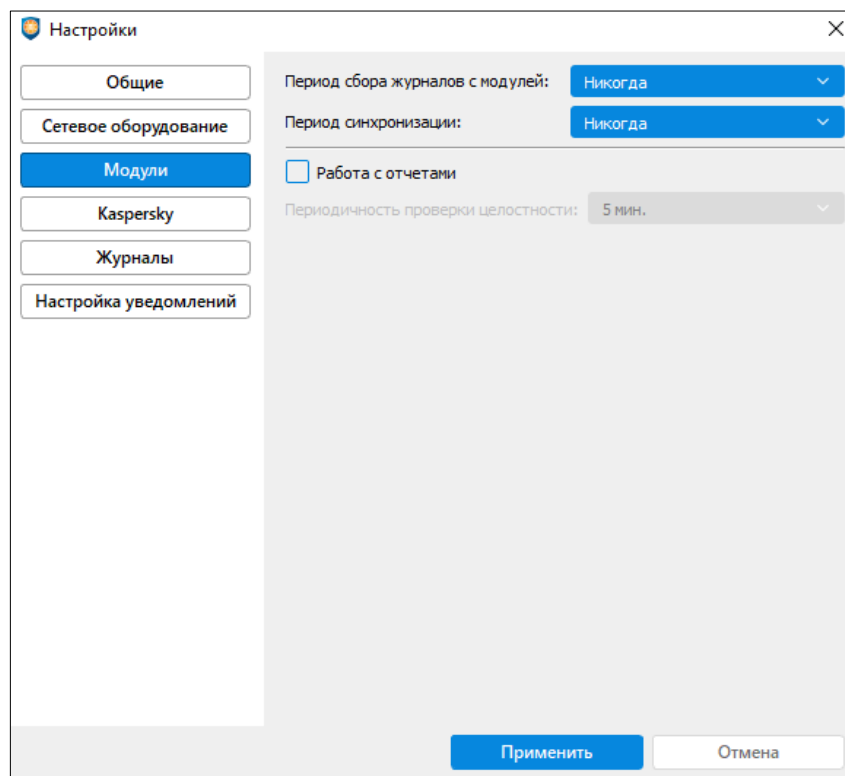 Настройки
Общие
Сетевое оборудование
Модули
Kaspersky
Журналы
Настройка уведомлений
Период сбора журналов с модулей: Никогда
Период синхронизации: Никогда
Работа с отчетами
Периодичность проверки целостности: 5 мин.
Применить Отмена